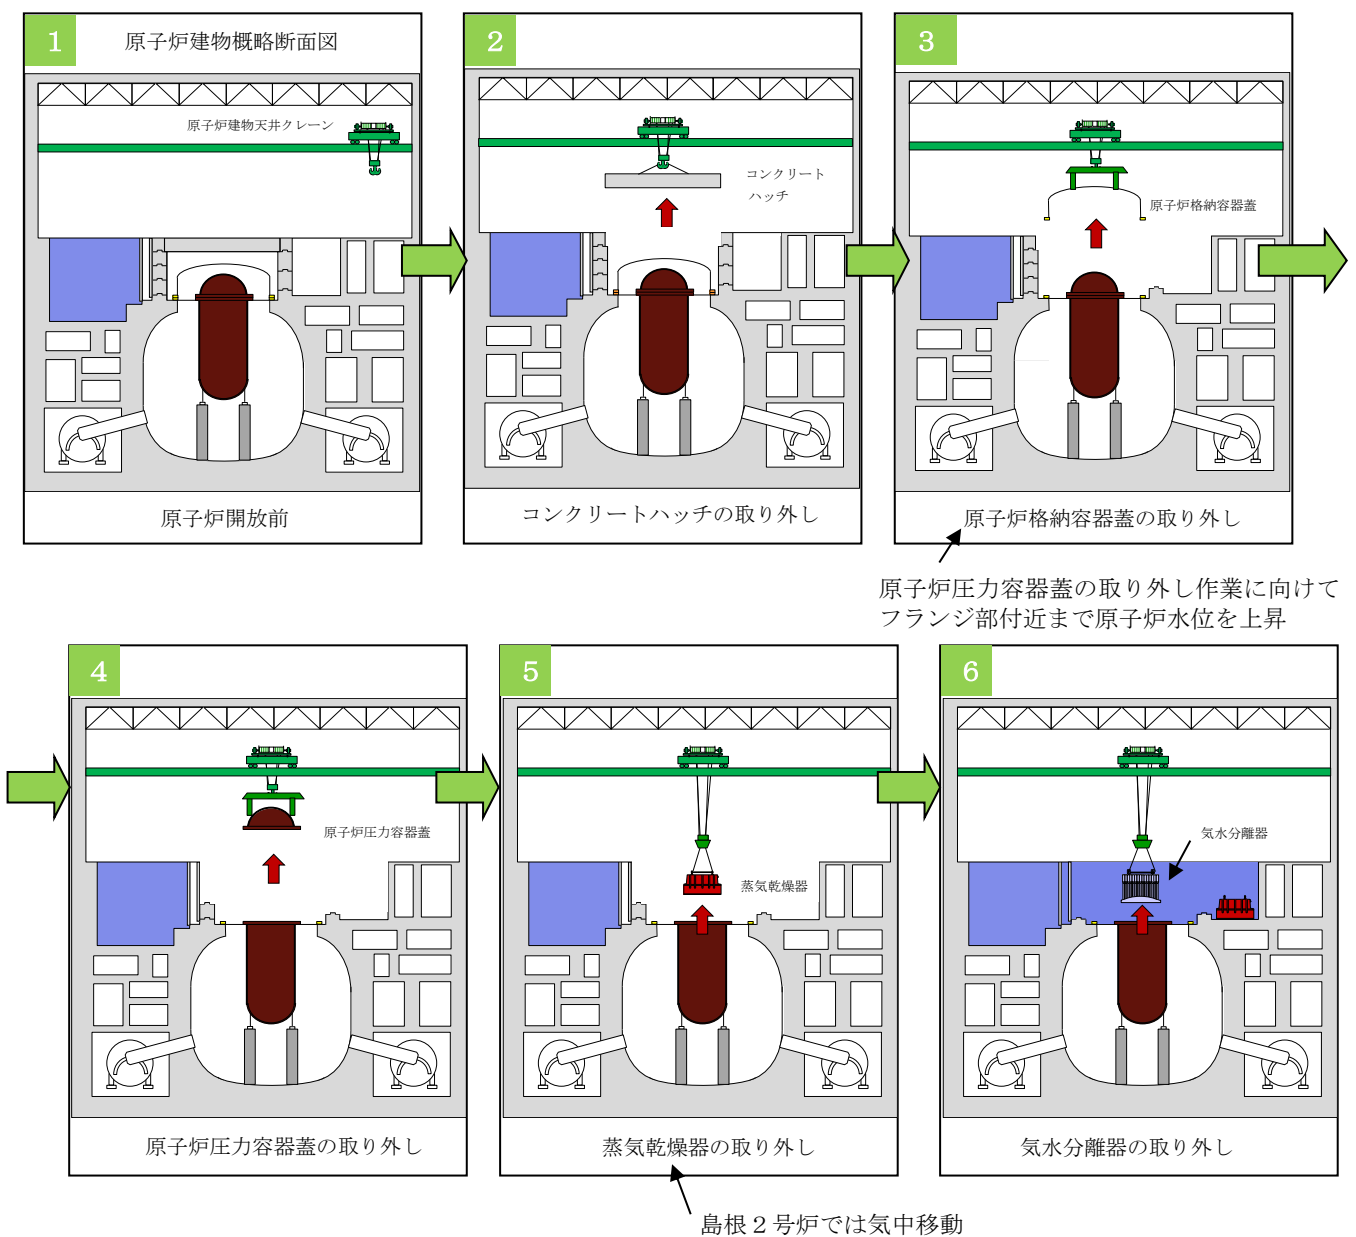 1
原子炉建物概略断面図
原子炉建物天井クレーン
原子炉開放前
2
コンクリート
ハッチ
コンクリートハッチの取り外し
3
原子炉格納容器蓋
原子炉格納容器蓋の取り外し
原子炉圧力容器蓋の取り外し作業に向けて
フランジ部付近まで原子炉水位を上昇
4
原子炉圧力容器蓋
原子炉圧力容器蓋の取り外し
5
蒸気乾燥器
蒸気乾燥器の取り外し
島根２号炉では気中移動
6
気水分離器
気水分離器の取り外し